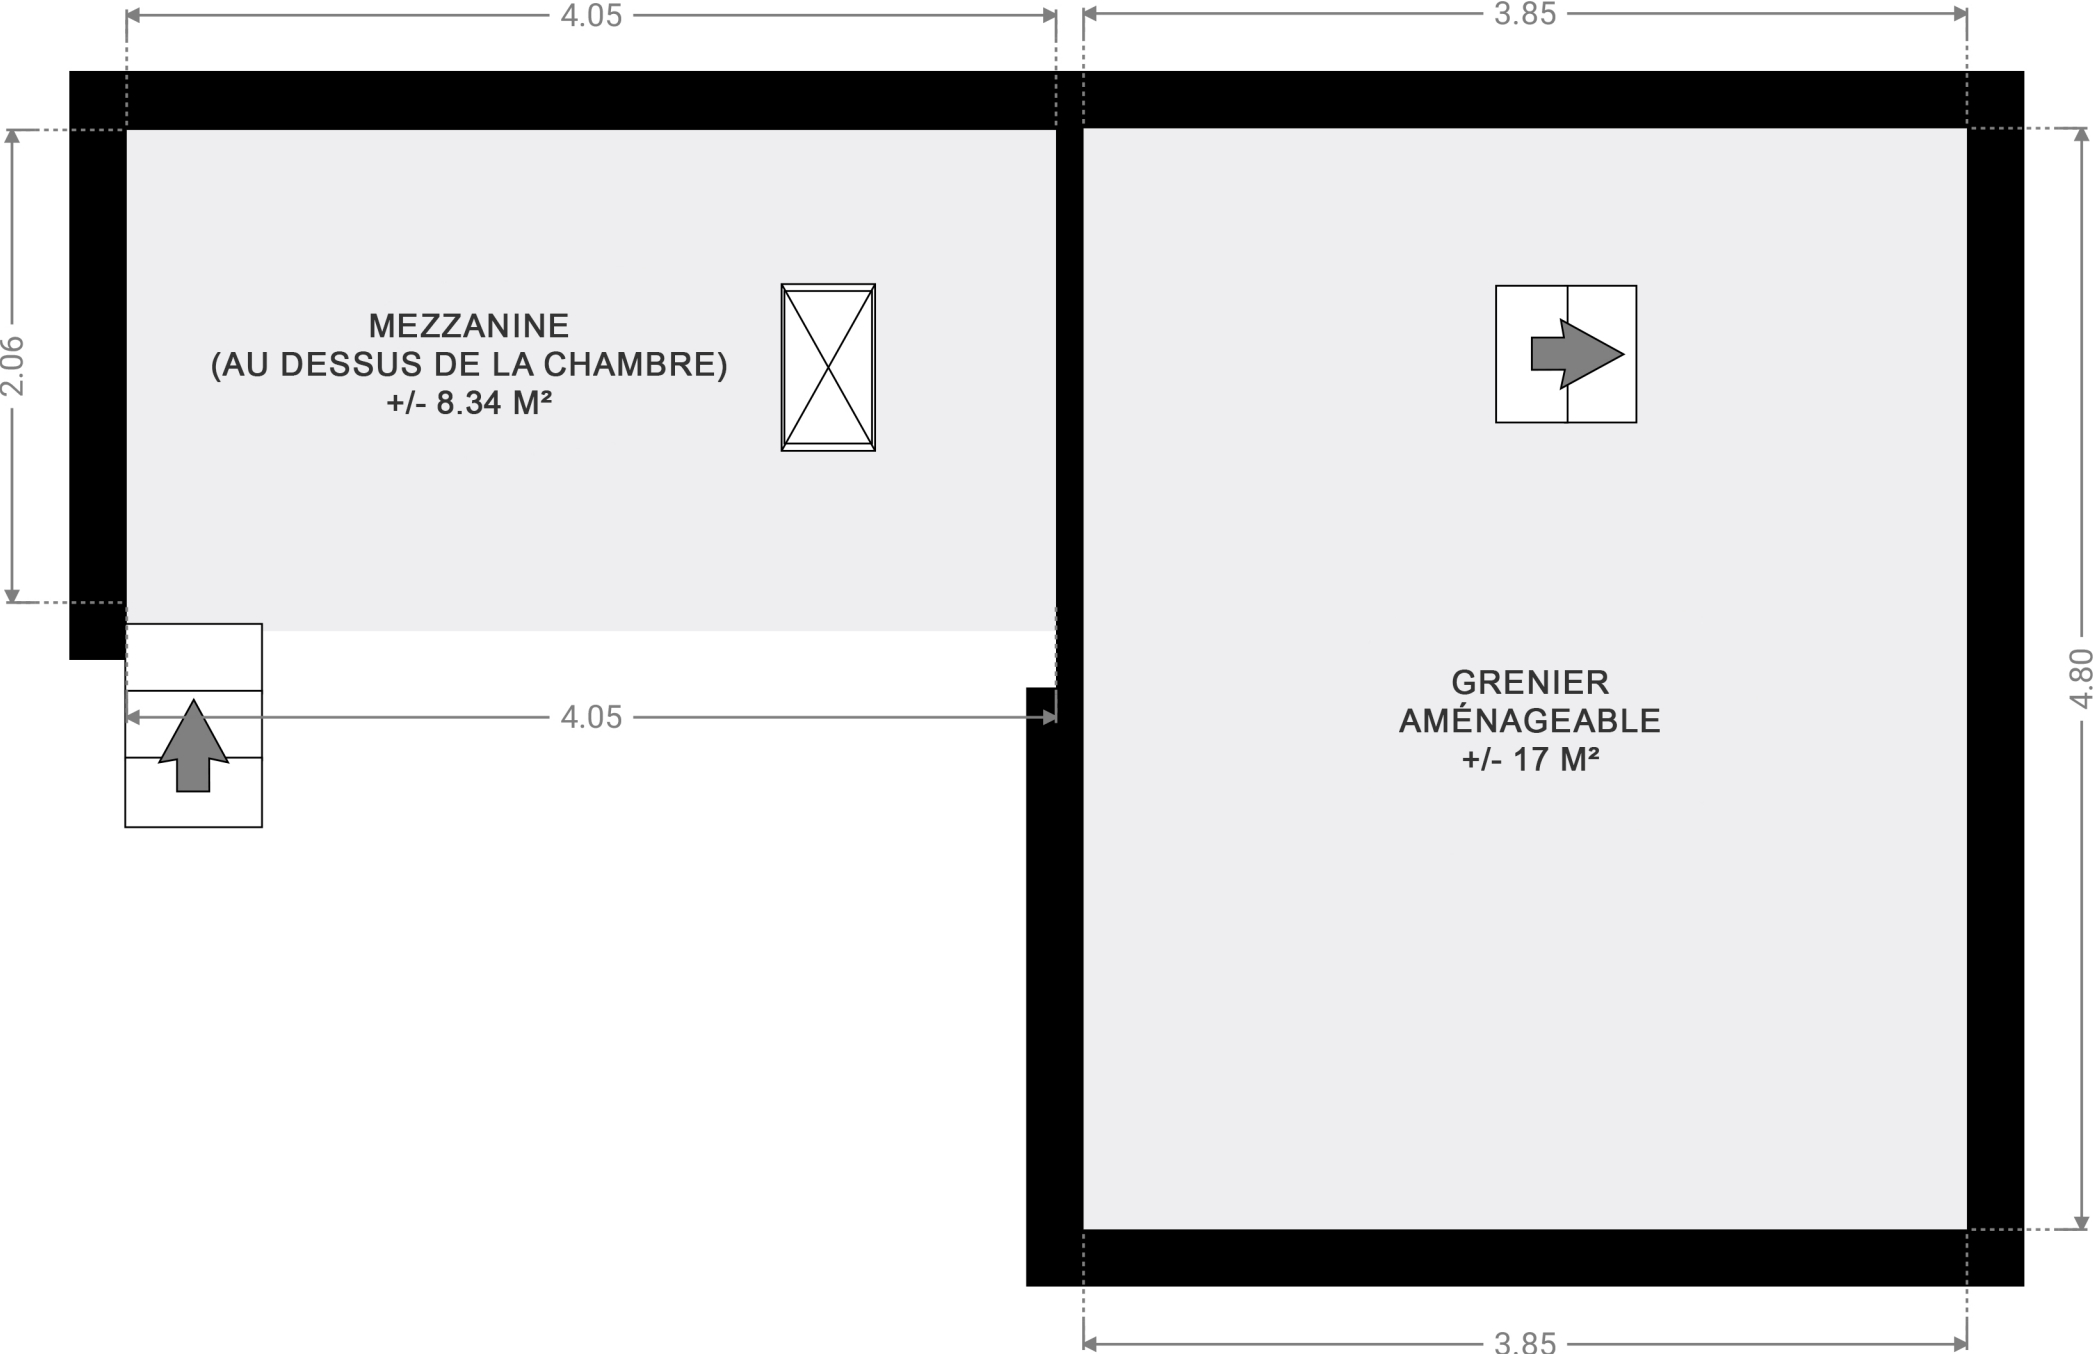 4.05
3.85
2.06
MEZZANINE
(AU DESSUS DE LA CHAMBRE)
+/- 8.34 M²
4.05
GRENIER
AMÉNAGEABLE
+/- 17 M²
4.80
3.85